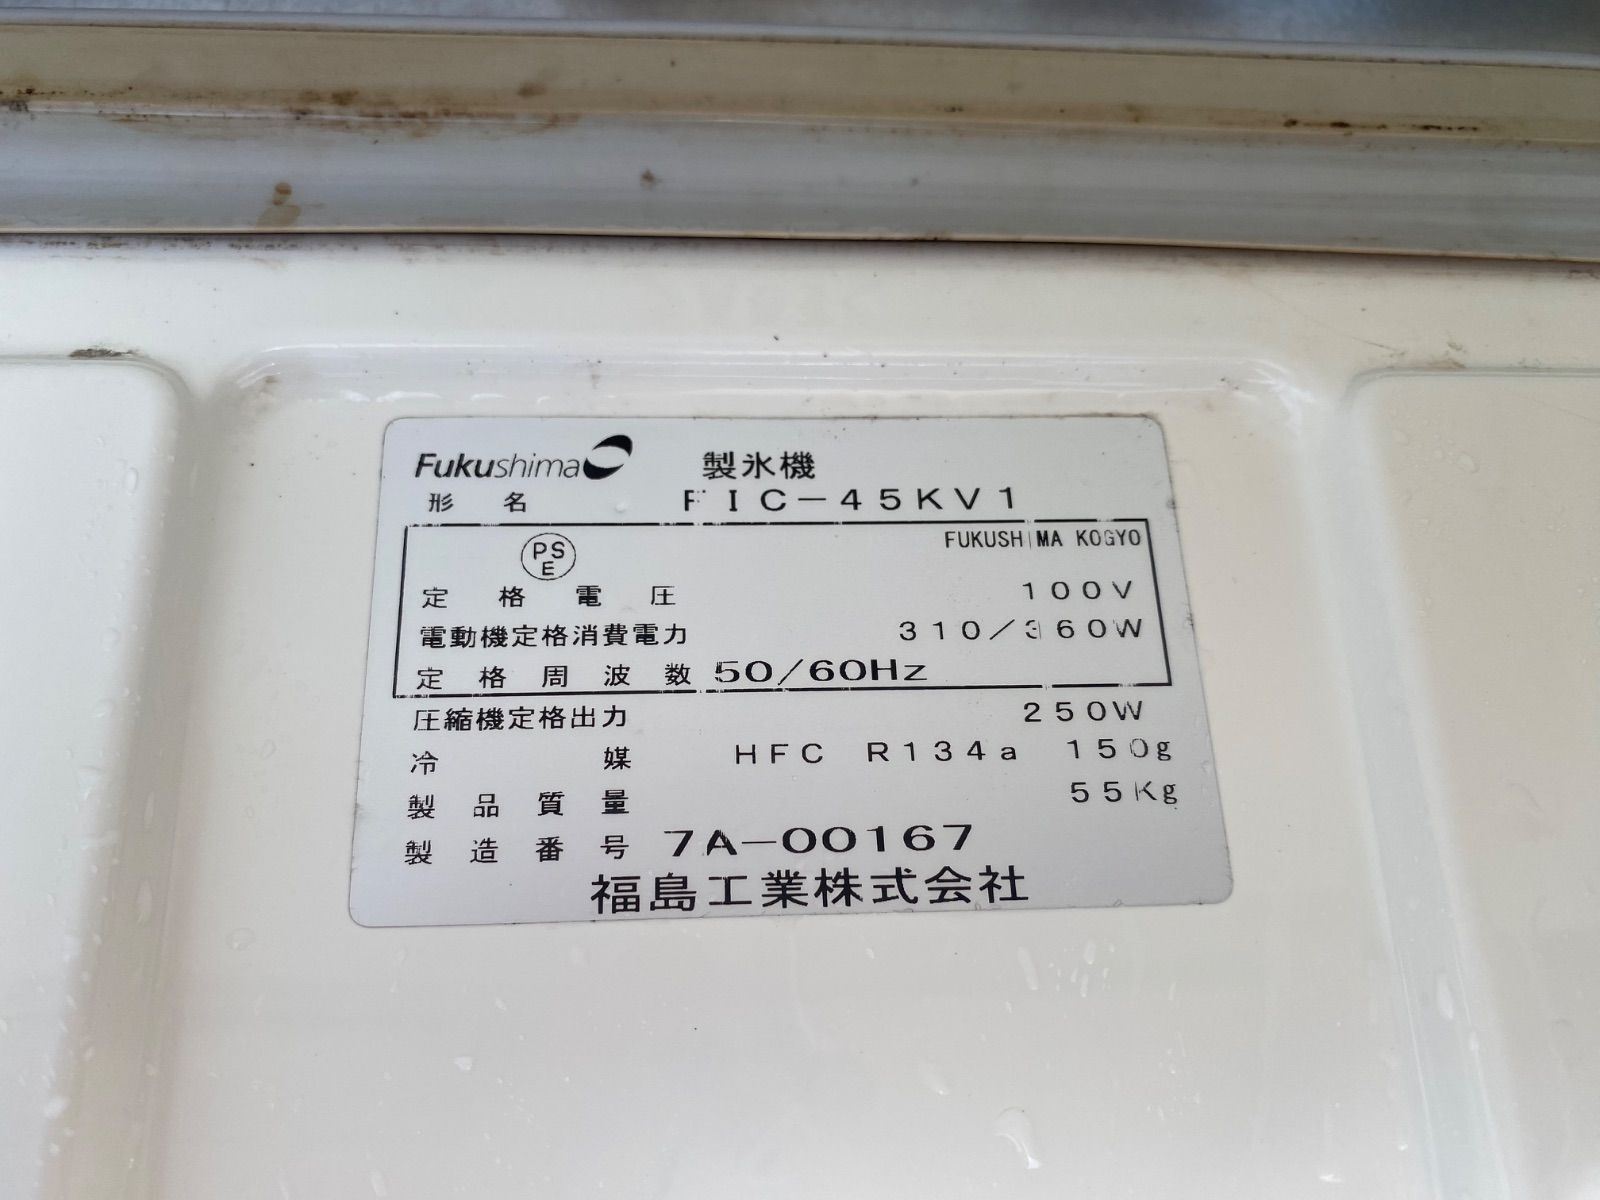 Fukushima 製氷機
形名 FIC-45KV1
PSE FUKUSHIMA KOGYO
定格電圧 100V
電動機定格消費電力 310/360W
定格周波数 50/60Hz
圧縮機定格出力 250W
冷媒 HFC R134a 150g
製品質量 55Kg
製造番号 7A-00167
福島工業株式会社